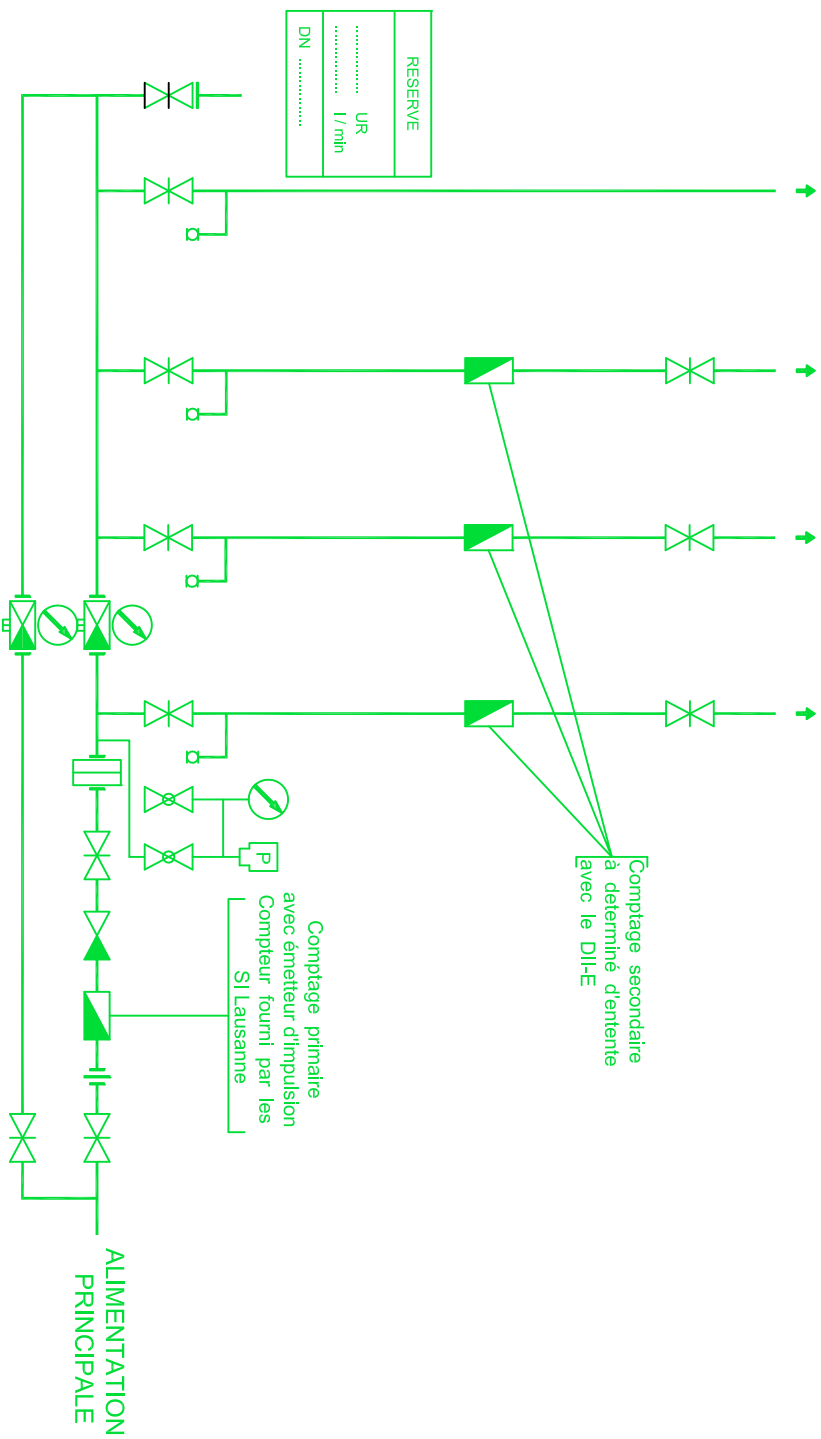 RESERVE
............ UR
............ l / min
DN ............
Comptage secondaire
à determiné d'entente
avec le DII-E
P
Comptage primaire
avec émetteur d'impulsion
Compteur fourni par les
SI Lausanne
ALIMENTATION
PRINCIPALE